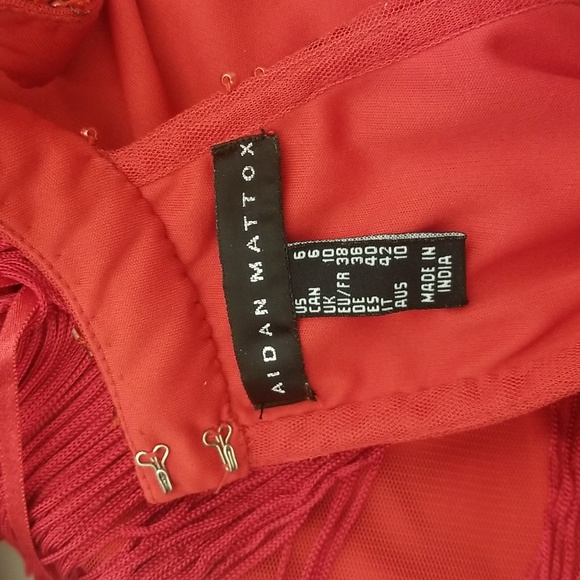 AIDAN MATTOX
US 6
CAN 6
UK 10
EU/FR 38
DE 36
ES 40
IT 42
AUS 10
MADE IN
INDIA